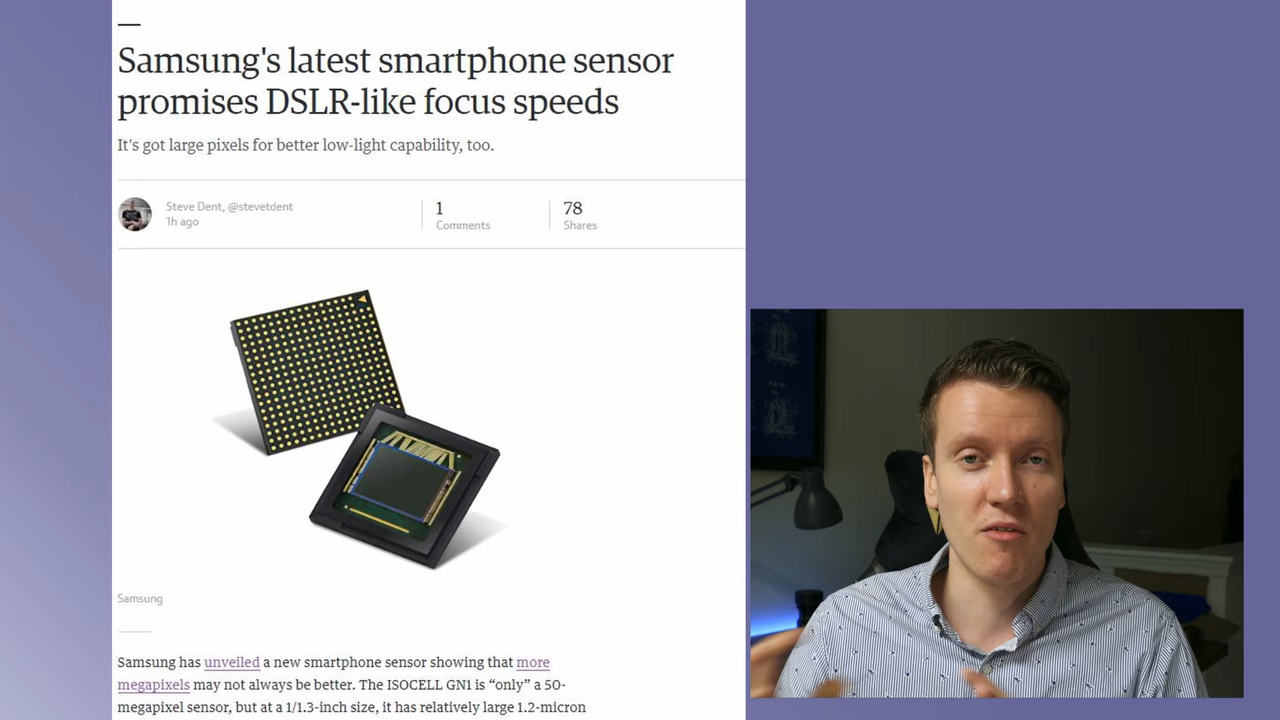 Samsung's latest smartphone sensor
promises DSLR-like focus speeds
It's got large pixels for better low-light capability, too.
Steve Dent, @stevetdent
1h ago
1
Comments
78
Shares
Samsung
Samsung has unveiled a new smartphone sensor showing that more
megapixels may not always be better. The ISOCELL GN1 is “only” a 50-
megapixel sensor, but at a 1/1.3-inch size, it has relatively large 1.2-micron